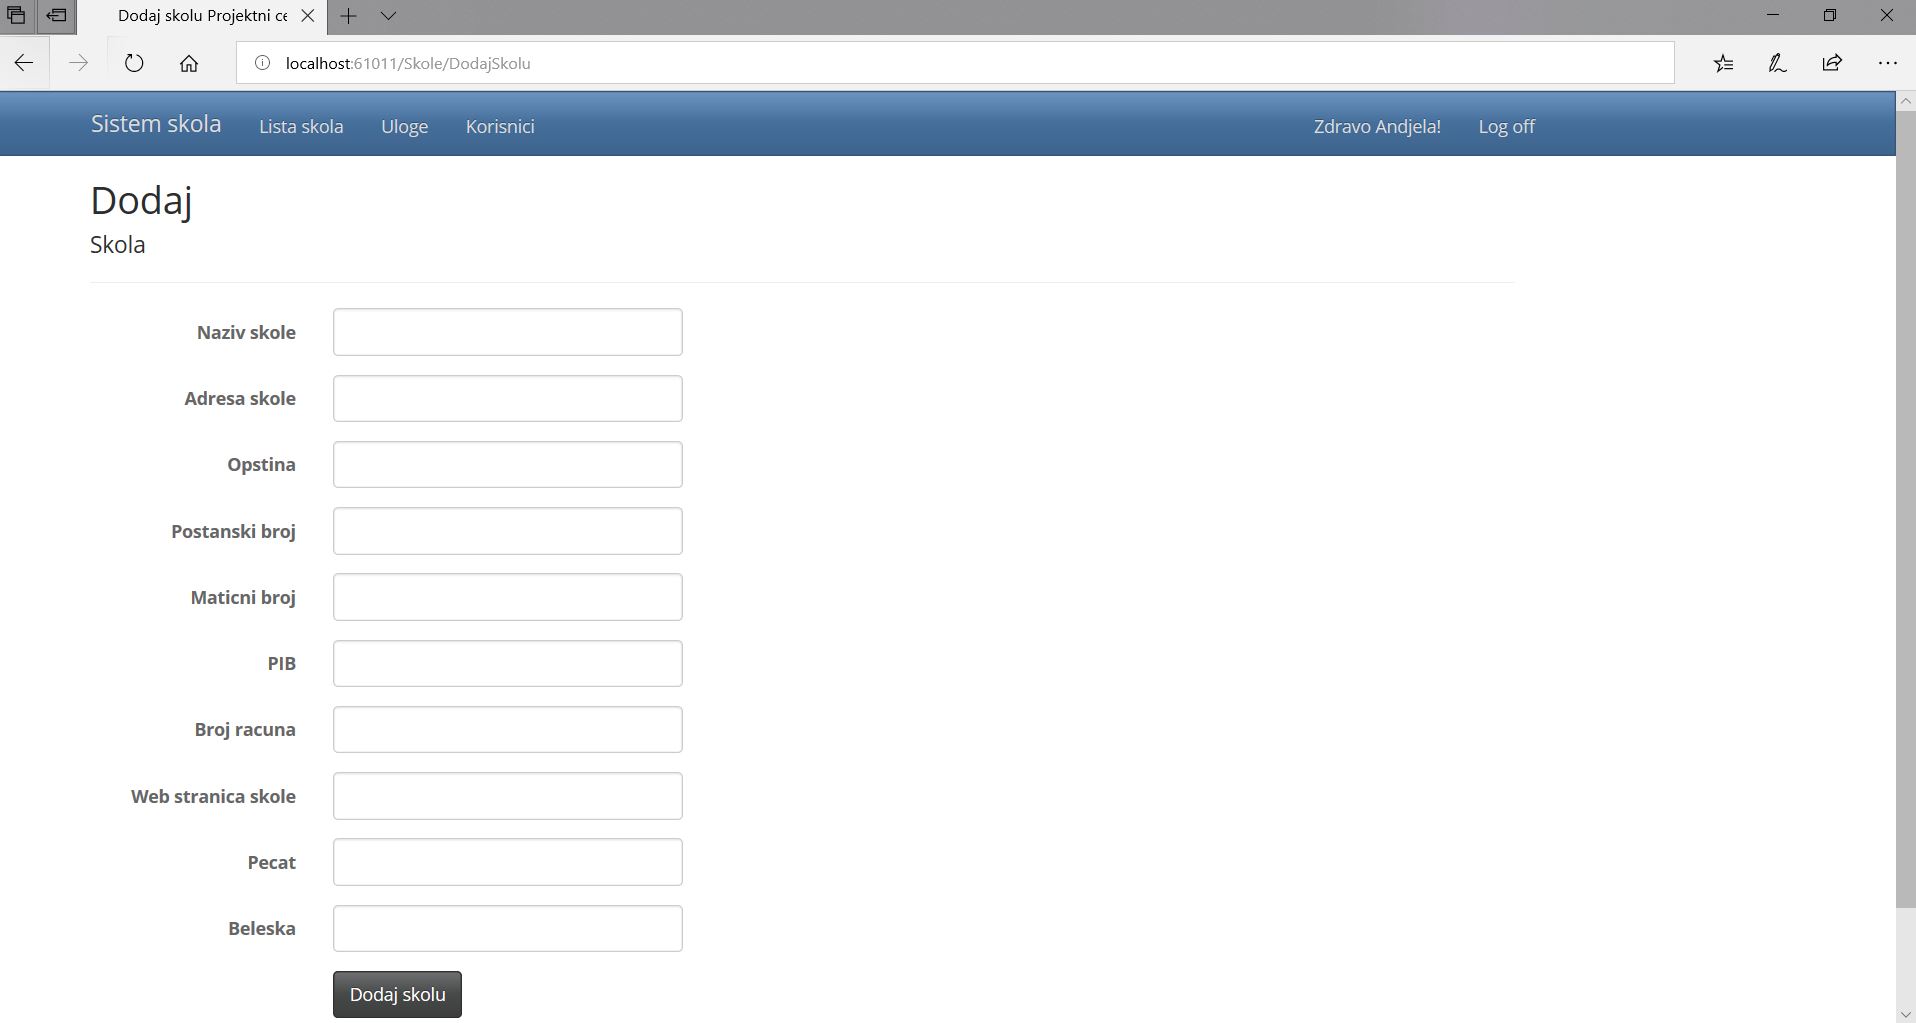 Dodaj skolu Projektni ce
localhost:61011/Skole/DodajSkolu
Sistem skola Lista skola Uloge Korisnici Zdravo Andjela! Log off
Dodaj
Skola
Naziv skole
Adresa skole
Opstina
Postanski broj
Maticni broj
PIB
Broj racuna
Web stranica skole
Pecat
Beleska
Dodaj skolu